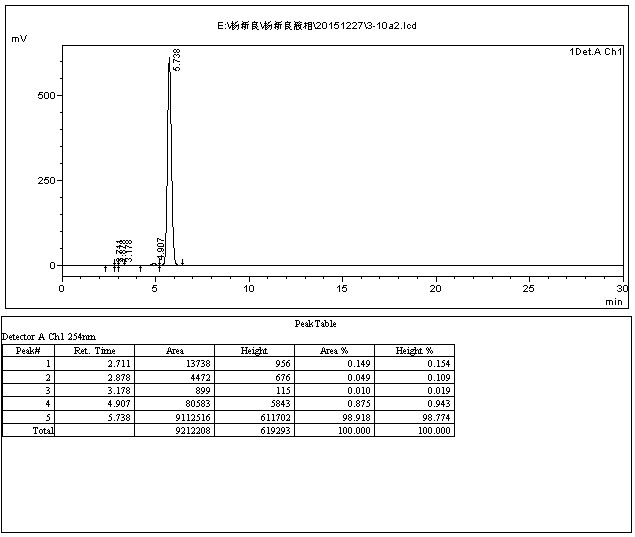 E:\杨新良\杨新良酸相\20151227\3-10a2.lcd
mV
1Det.A Ch1
5.738
500
250
2.878
3.178
4.907
0
0 5 10 15 20 25 30
min
PeakTable
Detector A Ch1 254nm
Peak# Ret. Time Area Height Area % Height %
1 2.711 13738 956 0.149 0.154
2 2.878 4472 676 0.049 0.109
3 3.178 899 115 0.010 0.019
4 4.907 80583 5843 0.875 0.943
5 5.738 9112516 611702 98.918 98.774
Total 9212208 619293 100.000 100.000